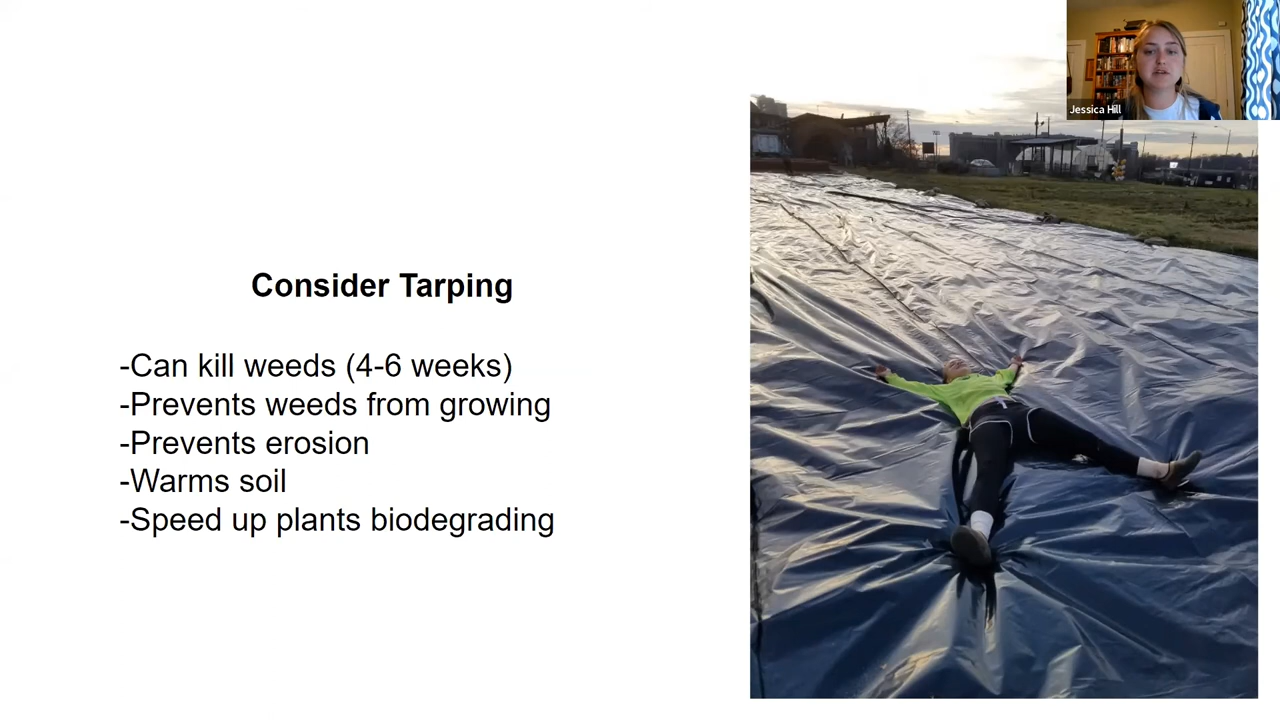 Jessica Hill
Consider Tarping
-Can kill weeds (4-6 weeks)
-Prevents weeds from growing
-Prevents erosion
-Warms soil
-Speed up plants biodegrading